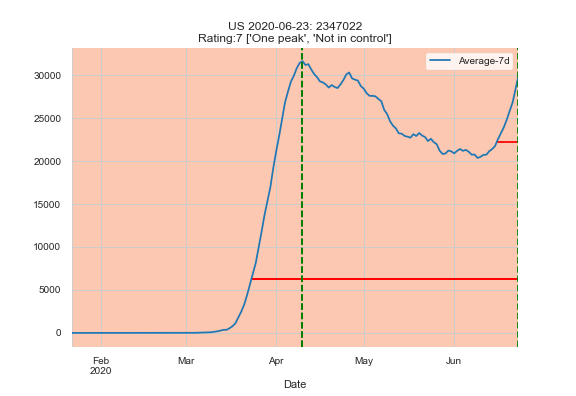 US 2020-06-23: 2347022
Rating:7 ['One peak', 'Not in control']
Average-7d
30000
25000
20000
15000
10000
5000
0
Feb
2020
Mar
Apr
May
Jun
Date